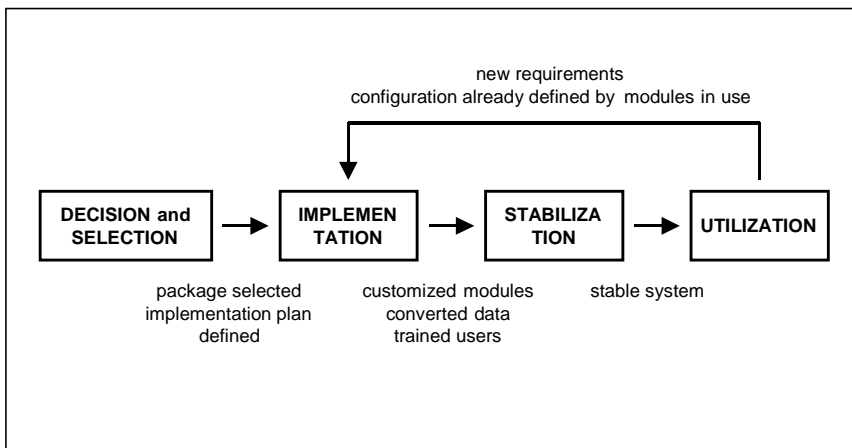 new requirements
configuration already defined by modules in use
DECISION and
SELECTION
IMPLEMEN
TATION
STABILIZA
TION
UTILIZATION
package selected
implementation plan
defined
customized modules
converted data
trained users
stable system